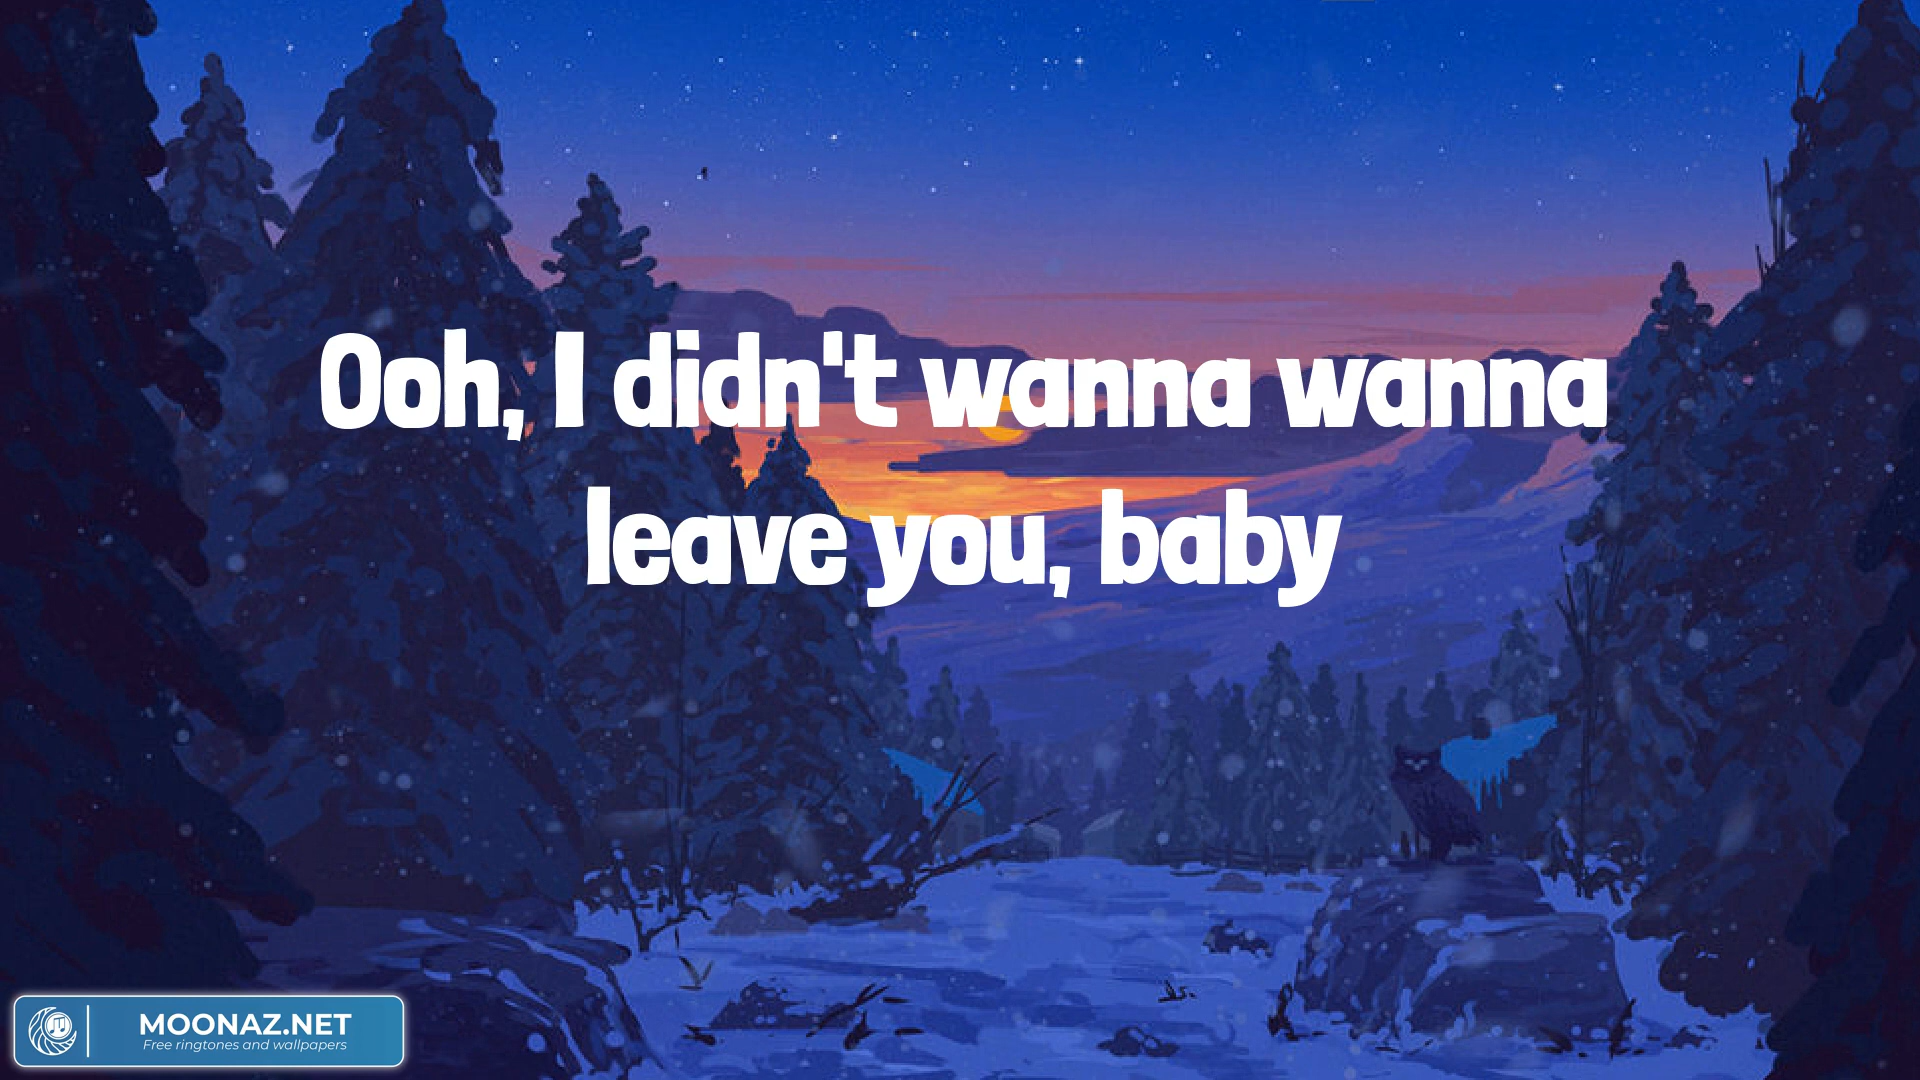 Ooh, I didn't wanna wanna
leave you, baby
MOONAZ.NET
Free ringtones and wallpapers